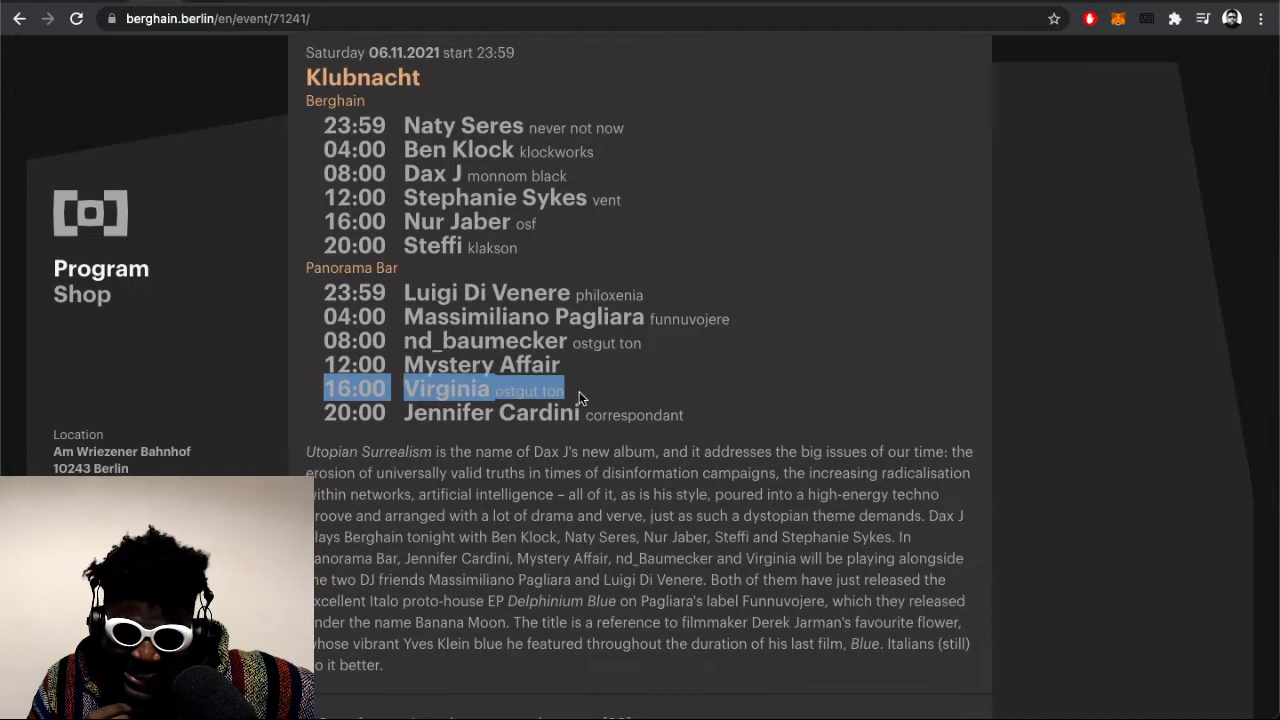 berghain.berlin/en/event/71241/
Saturday 06.11.2021 start 23:59
Klubnacht
Berghain
23:59 Naty Seres never not now
04:00 Ben Klock klockworks
08:00 Dax J monnom black
12:00 Stephanie Sykes vent
16:00 Nur Jaber osf
20:00 Steffi klakson
Panorama Bar
23:59 Luigi Di Venere philoxenia
04:00 Massimiliano Pagliara funnuvojere
08:00 nd_baumecker ostgut ton
12:00 Mystery Affair
16:00 Virginia ostgut ton
20:00 Jennifer Cardini correspondant
Program
Shop
Location
Am Wriezener Bahnhof
10243 Berlin
Utopian Surrealism is the name of Dax J's new album, and it addresses the big issues of our time: the
erosion of universally valid truths in times of disinformation campaigns, the increasing radicalisation
within networks, artificial intelligence – all of it, as is his style, poured into a high-energy techno
groove and arranged with a lot of drama and verve, just as such a dystopian theme demands. Dax J
plays Berghain tonight with Ben Klock, Naty Seres, Nur Jaber, Steffi and Stephanie Sykes. In
Panorama Bar, Jennifer Cardini, Mystery Affair, nd_Baumecker and Virginia will be playing alongside
the two DJ friends Massimiliano Pagliara and Luigi Di Venere. Both of them have just released the
excellent Italo proto-house EP Delphinium Blue on Pagliara's label Funnuvojere, which they released
under the name Banana Moon. The title is a reference to filmmaker Derek Jarman's favourite flower,
whose vibrant Yves Klein blue he featured throughout the duration of his last film, Blue. Italians (still)
do it better.